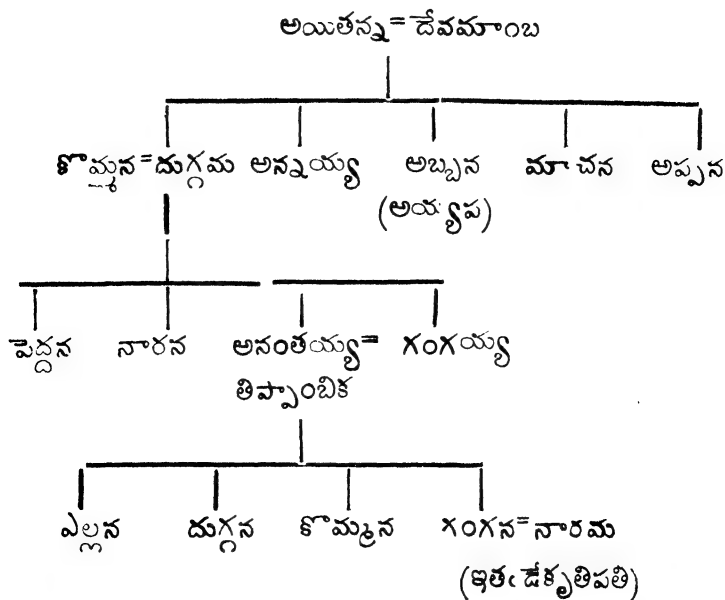 అయితన్న = దేవమాంబ
కొమ్మన = దుగ్గమ అన్నయ్య అబ్బన మాచన అప్పన
(అయ్యప)
పెద్దన నారన అనంతయ్య = గంగయ్య
తిప్పాంబిక
ఎల్లన దుగ్గన కొమ్మన గంగన = నారమ
(ఇతఁడేకృతిపతి)